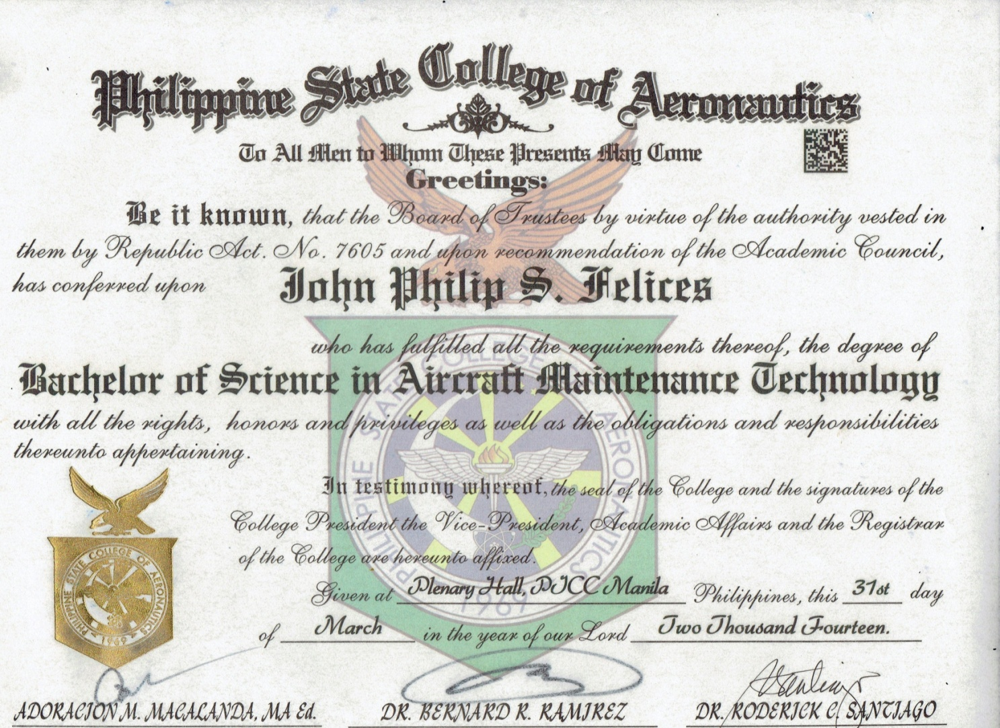 Philippine State College of Aeronautics
To All Men to Whom These Presents May Come
Greetings:
Be it known, that the Board of Trustees by virtue of the authority vested in
them by Republic Act. No. 7605 and upon recommendation of the Academic Council,
has conferred upon John Philip S. Felices
who has fulfilled all the requirements thereof, the degree of
Bachelor of Science in Aircraft Maintenance Technology
with all the rights, honors and privileges as well as the obligations and responsibilities
thereunto appertaining.
In testimony whereof, the seal of the College and the signatures of the
College President the Vice-President, Academic Affairs and the Registrar
of the College are hereunto affixed.
Given at Plenary Hall, PICC Manila Philippines, this 31st day
of March in the year of our Lord Two Thousand Fourteen.
PHILIPPINE STATE COLLEGE OF AERONAUTICS
1969
PHILIPPINE STATE COLLEGE OF AERONAUTICS
1969
ADORACION M. MACALANDA, MA Ed. DR. BERNARD R. RAMIREZ DR. RODERICK C. SANTIAGO